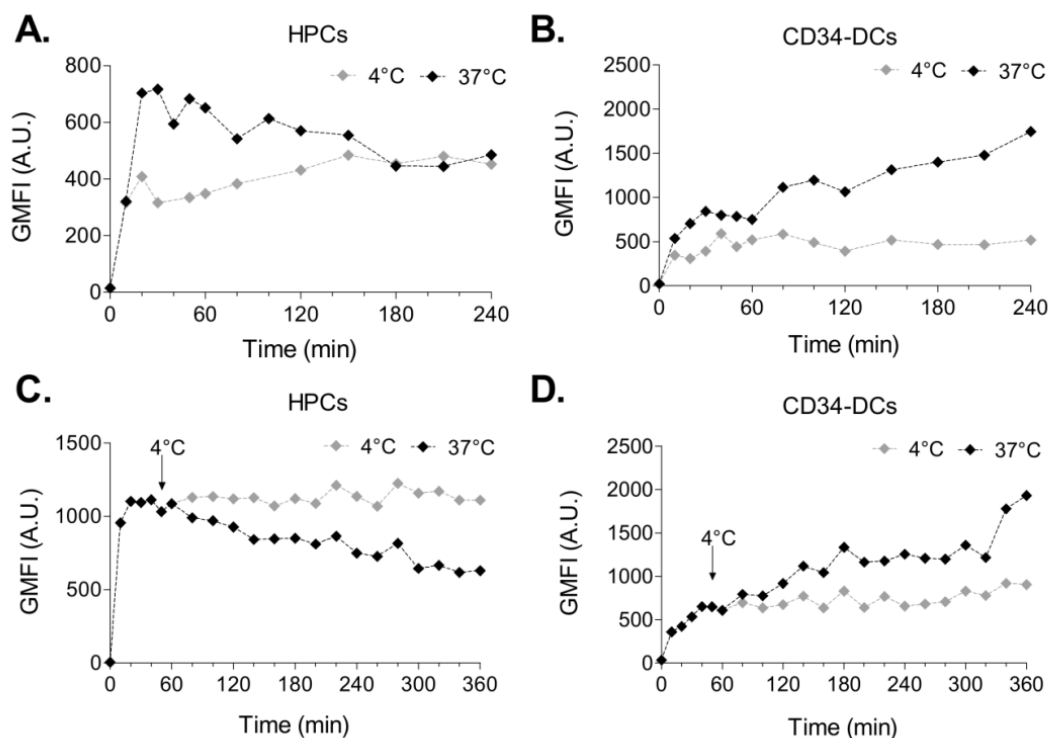 A.
HPCs
4°C 37°C
GMFI (A.U.)
800
600
400
200
0
0 60 120 180 240
Time (min)
B.
CD34-DCs
4°C 37°C
GMFI (A.U.)
2500
2000
1500
1000
500
0
0 60 120 180 240
Time (min)
C.
HPCs
4°C 37°C
4°C
GMFI (A.U.)
1500
1000
500
0
0 60 120 180 240 300 360
Time (min)
D.
CD34-DCs
4°C 37°C
4°C
GMFI (A.U.)
2500
2000
1500
1000
500
0
0 60 120 180 240 300 360
Time (min)